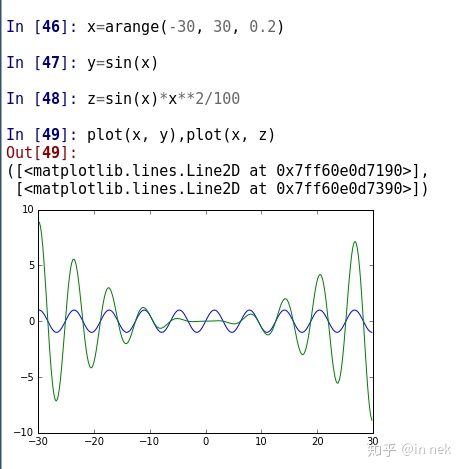 In [46]: x=arange(-30, 30, 0.2)
In [47]: y=sin(x)
In [48]: z=sin(x)*x**2/100
In [49]: plot(x, y),plot(x, z)
Out[49]:
([<matplotlib.lines.Line2D at 0x7ff60e0d7190>],
[<matplotlib.lines.Line2D at 0x7ff60e0d7390>])
10
5
0
−5
−10
−30 −20 −10 0 10 20 30
知乎 @in nek